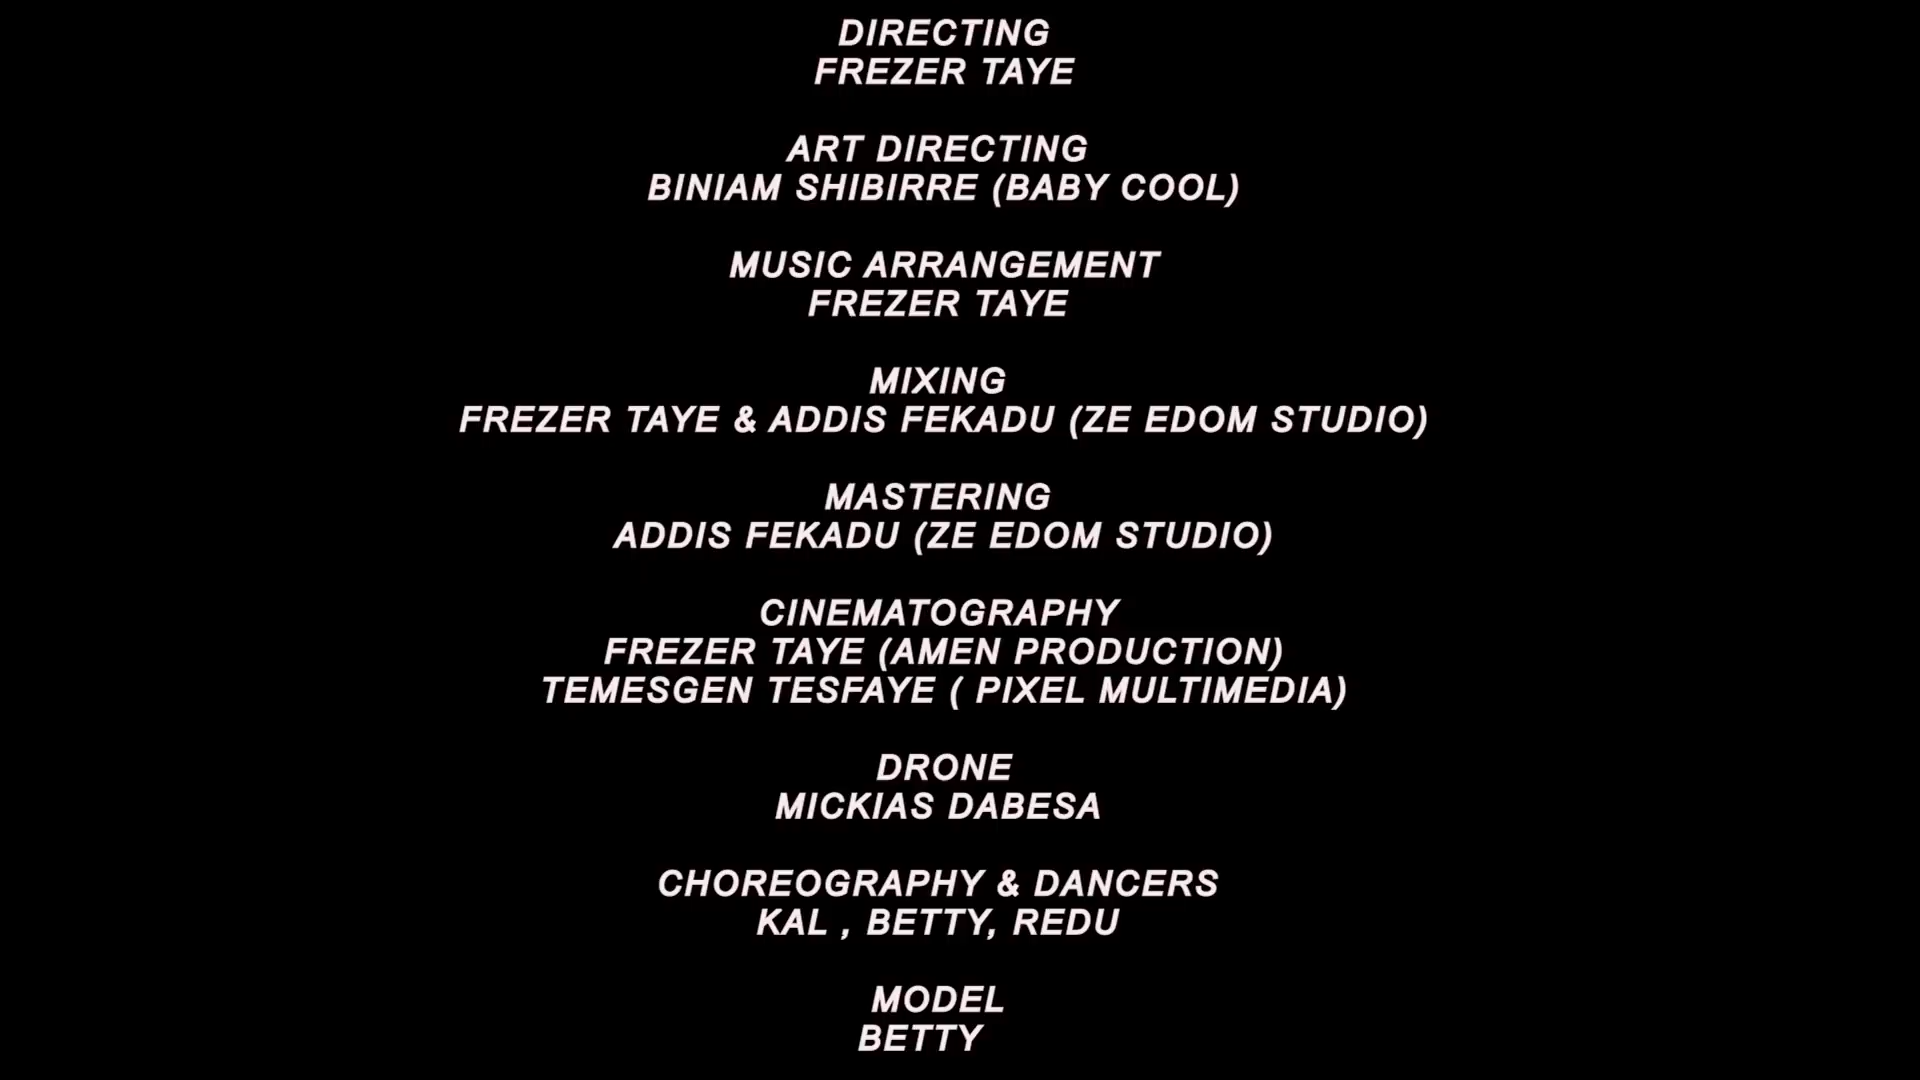 DIRECTING
FREZER TAYE
ART DIRECTING
BINIAM SHIBIRRE (BABY COOL)
MUSIC ARRANGEMENT
FREZER TAYE
MIXING
FREZER TAYE & ADDIS FEKADU (ZE EDOM STUDIO)
MASTERING
ADDIS FEKADU (ZE EDOM STUDIO)
CINEMATOGRAPHY
FREZER TAYE (AMEN PRODUCTION)
TEMESGEN TESFAYE ( PIXEL MULTIMEDIA)
DRONE
MICKIAS DABESA
CHOREOGRAPHY & DANCERS
KAL , BETTY, REDU
MODEL
BETTY